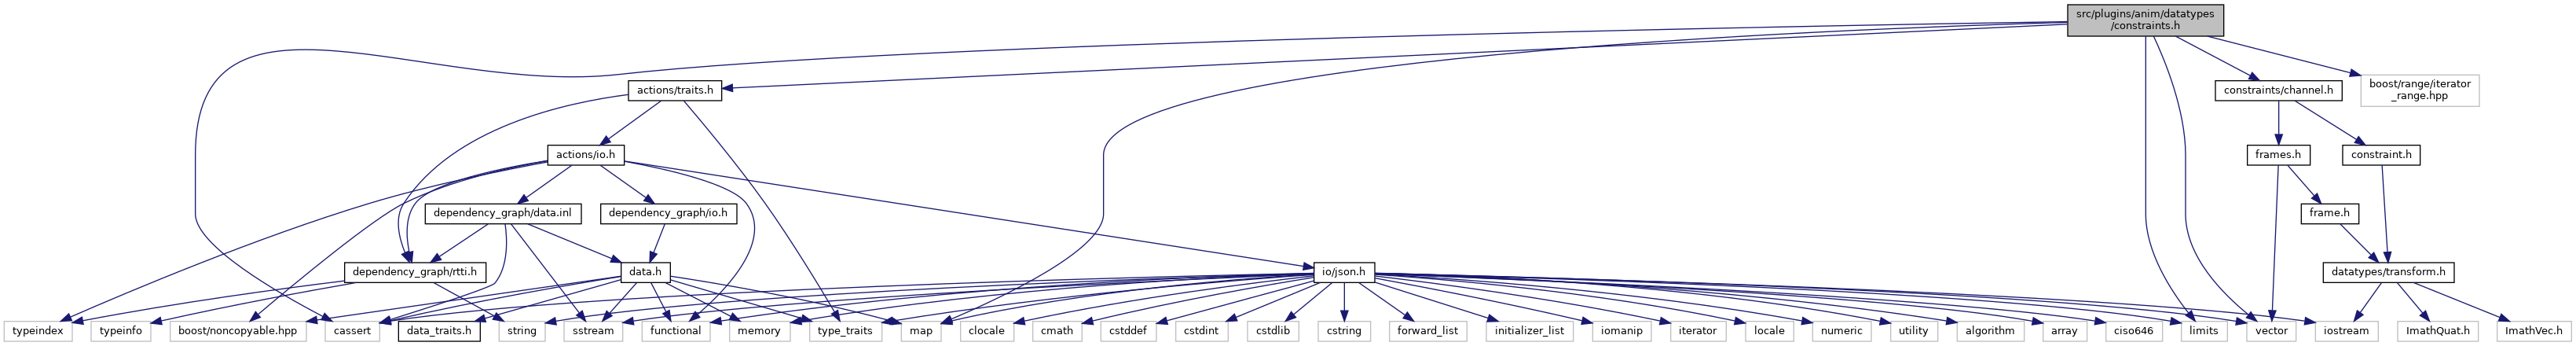 src/plugins/anim/datatypes
/constraints.h
boost/range/iterator
_range.hpp
actions/traits.h
constraints/channel.h
actions/io.h
frames.h
constraint.h
dependency_graph/data.inl
dependency_graph/io.h
frame.h
dependency_graph/rtti.h
data.h
io/json.h
datatypes/transform.h
typeindex
typeinfo
boost/noncopyable.hpp
cassert
data_traits.h
string
sstream
functional
memory
type_traits
map
clocale
cmath
cstddef
cstdint
cstdlib
cstring
forward_list
initializer_list
iomanip
iterator
locale
numeric
utility
algorithm
array
ciso646
limits
vector
iostream
ImathQuat.h
ImathVec.h